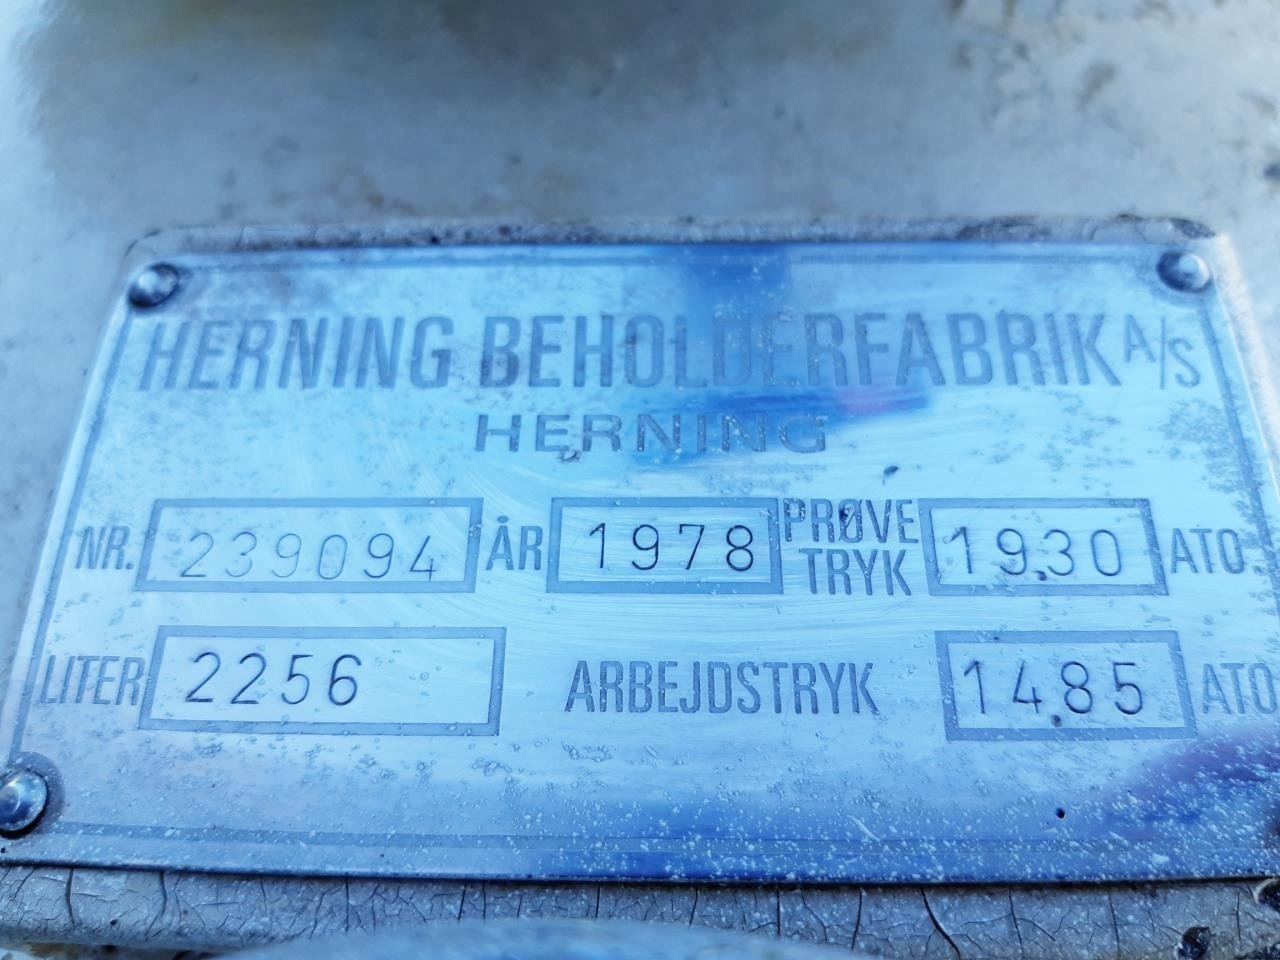 HERNING BEHOLDERFABRIK A/S
HERNING
NR. 239094 ÅR 1978 PRØVE TRYK 19.30 ATO.
LITER 2256 ARBEJDSTRYK 14.85 ATO